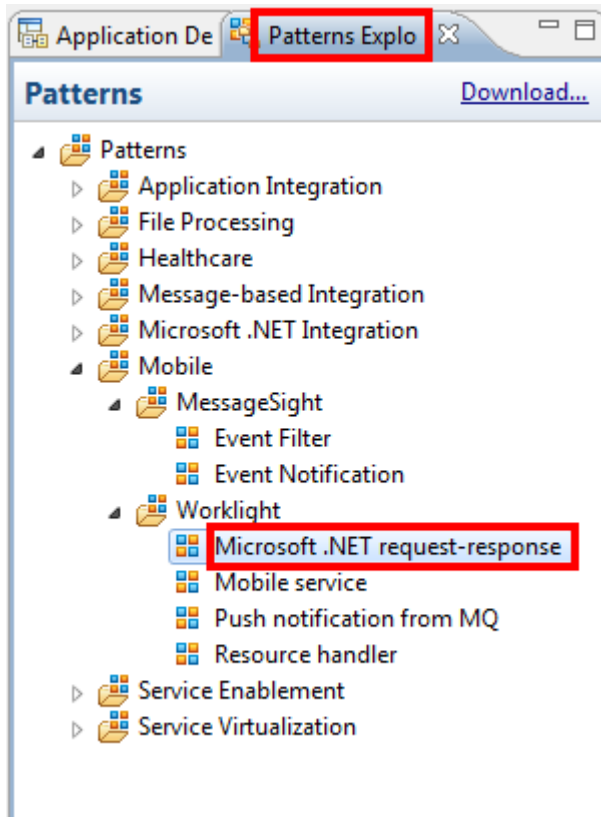 Application De Patterns Explo
Patterns Download...
Patterns
Application Integration
File Processing
Healthcare
Message-based Integration
Microsoft .NET Integration
Mobile
MessageSight
Event Filter
Event Notification
Worklight
Microsoft .NET request-response
Mobile service
Push notification from MQ
Resource handler
Service Enablement
Service Virtualization